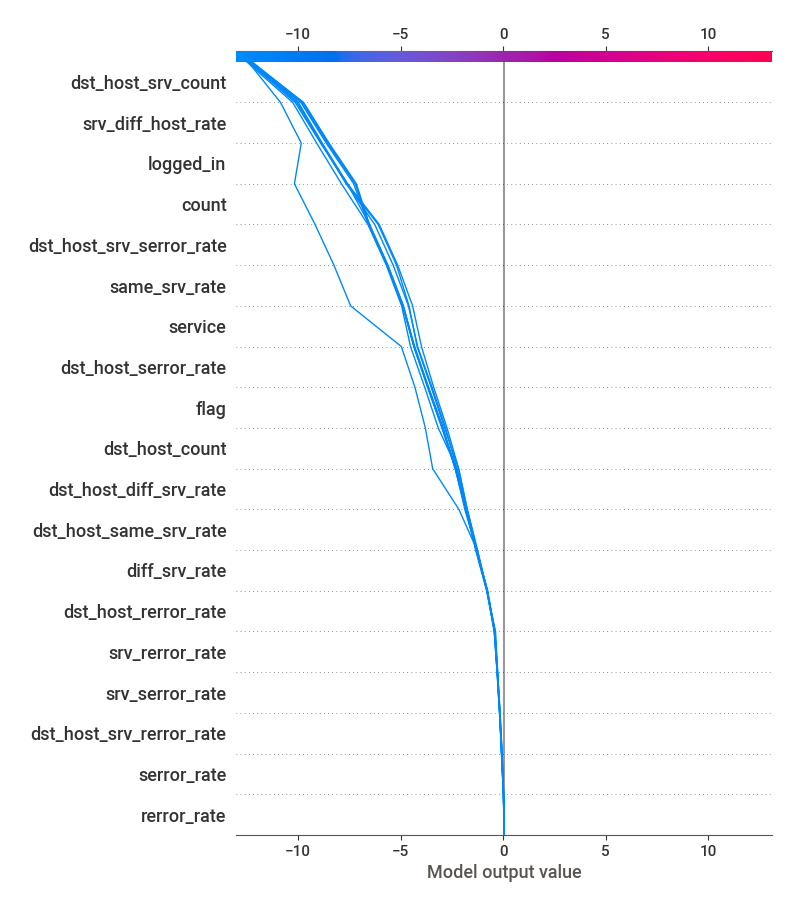 −10 −5 0 5 10
dst_host_srv_count
srv_diff_host_rate
logged_in
count
dst_host_srv_serror_rate
same_srv_rate
service
dst_host_serror_rate
flag
dst_host_count
dst_host_diff_srv_rate
dst_host_same_srv_rate
diff_srv_rate
dst_host_rerror_rate
srv_rerror_rate
srv_serror_rate
dst_host_srv_rerror_rate
serror_rate
rerror_rate
−10 −5 0 5 10
Model output value